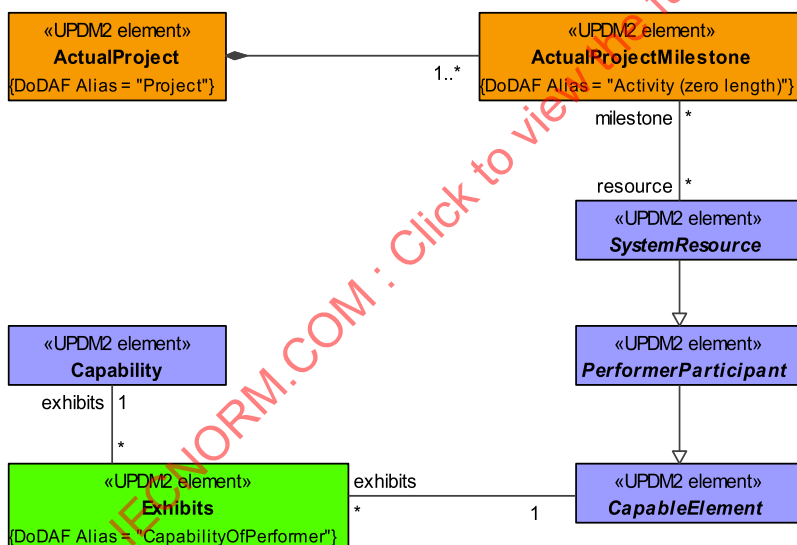 «UPDM2 element»
ActualProject
{DoDAF Alias = "Project"}
1..*
«UPDM2 element»
ActualProjectMilestone
{DoDAF Alias = "Activity (zero length)"}
milestone *
resource *
«UPDM2 element»
SystemResource
«UPDM2 element»
Capability
«UPDM2 element»
PerformerParticipant
exhibits 1
*
«UPDM2 element»
Exhibits
{DoDAF Alias = "CapabilityOfPerformer"}
exhibits
*
1
«UPDM2 element»
CapableElement
IECNORM.COM : Click to view the